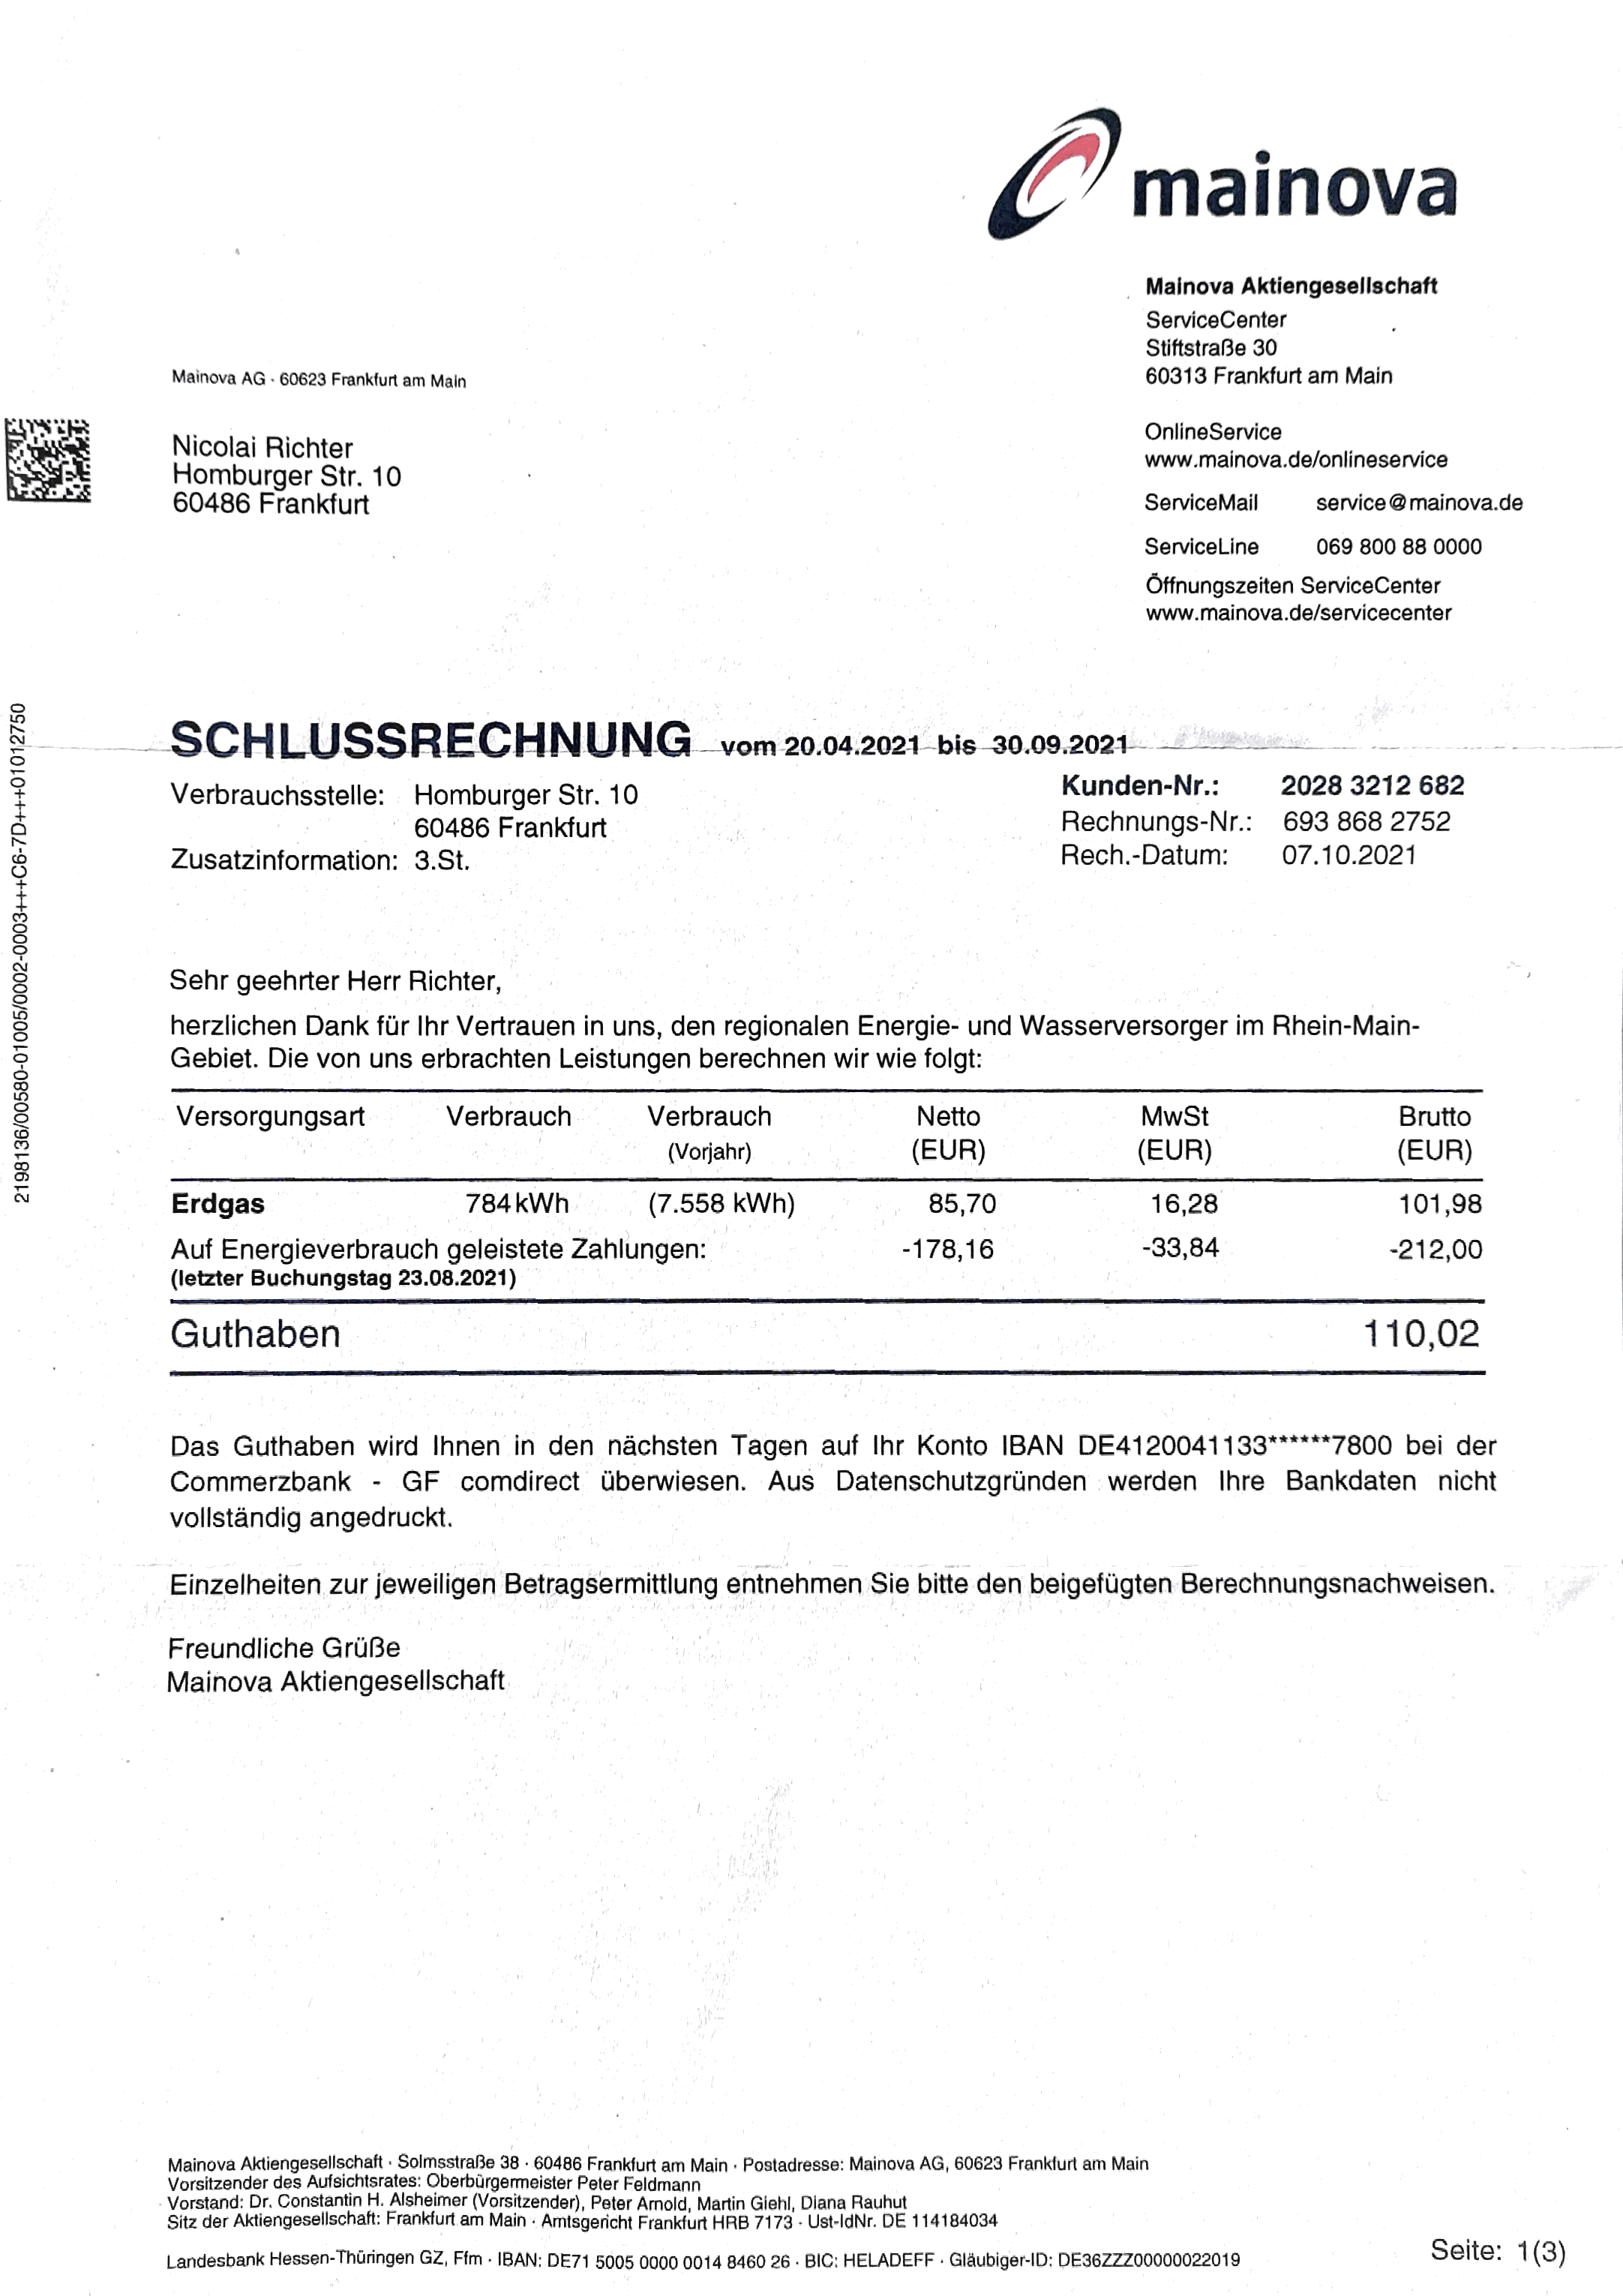 mainova
Mainova Aktiengesellschaft
ServiceCenter
Stiftstraße 30
60313 Frankfurt am Main
OnlineService
www.mainova.de/onlineservice
ServiceMail service@mainova.de
ServiceLine 069 800 88 0000
Öffnungszeiten ServiceCenter
www.mainova.de/servicecenter
Mainova AG · 60623 Frankfurt am Main
Nicolai Richter
Homburger Str. 10
60486 Frankfurt
2198136/00580-01005/0002-0003+++C6-7D+++01012750
SCHLUSSRECHNUNG vom 20.04.2021 bis 30.09.2021
Verbrauchsstelle: Homburger Str. 10
60486 Frankfurt
Zusatzinformation: 3.St.
Kunden-Nr.: 2028 3212 682
Rechnungs-Nr.: 693 868 2752
Rech.-Datum: 07.10.2021
Sehr geehrter Herr Richter,
herzlichen Dank für Ihr Vertrauen in uns, den regionalen Energie- und Wasserversorger im Rhein-Main-
Gebiet. Die von uns erbrachten Leistungen berechnen wir wie folgt:
Versorgungsart Verbrauch Verbrauch Netto MwSt Brutto
(Vorjahr) (EUR) (EUR) (EUR)
Erdgas 784 kWh (7.558 kWh) 85,70 16,28 101,98
Auf Energieverbrauch geleistete Zahlungen: -178,16 -33,84 -212,00
(letzter Buchungstag 23.08.2021)
Guthaben 110,02
Das Guthaben wird Ihnen in den nächsten Tagen auf Ihr Konto IBAN DE4120041133******7800 bei der
Commerzbank - GF comdirect überwiesen. Aus Datenschutzgründen werden Ihre Bankdaten nicht
vollständig angedruckt.
Einzelheiten zur jeweiligen Betragsermittlung entnehmen Sie bitte den beigefügten Berechnungsnachweisen.
Freundliche Grüße
Mainova Aktiengesellschaft
Mainova Aktiengesellschaft · Solmsstraße 38 · 60486 Frankfurt am Main · Postadresse: Mainova AG, 60623 Frankfurt am Main
Vorsitzender des Aufsichtsrates: Oberbürgermeister Peter Feldmann
Vorstand: Dr. Constantin H. Alsheimer (Vorsitzender), Peter Arnold, Martin Giehl, Diana Rauhut
Sitz der Aktiengesellschaft: Frankfurt am Main · Amtsgericht Frankfurt HRB 7173 · Ust-IdNr. DE 114184034
Landesbank Hessen-Thüringen GZ, Ffm · IBAN: DE71 5005 0000 0014 8460 26 · BIC: HELADEFF · Gläubiger-ID: DE36ZZZ00000022019
Seite: 1(3)